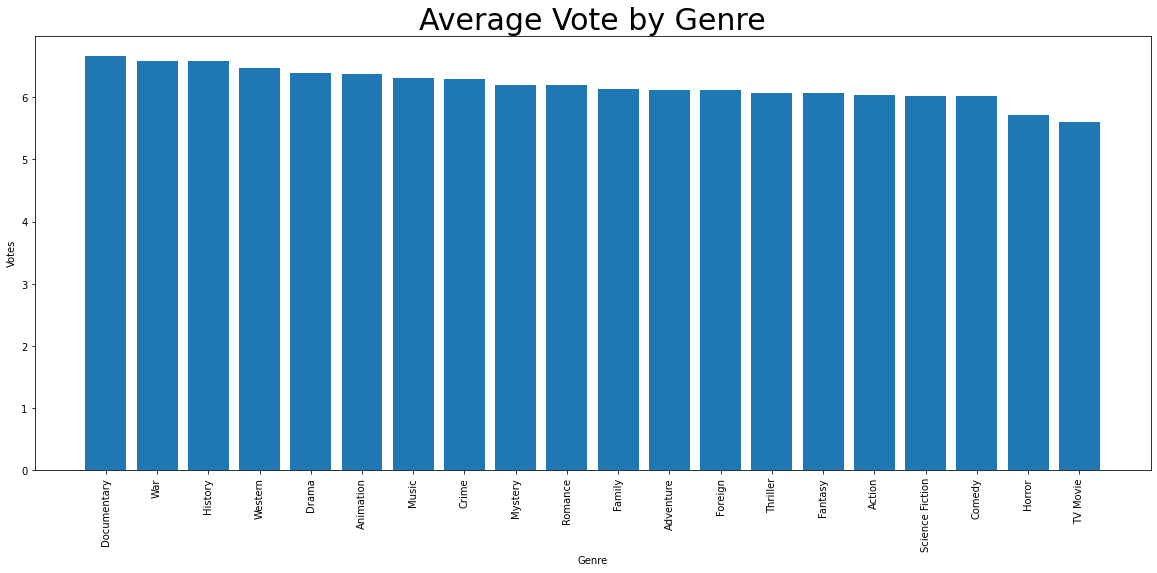 Average Vote by Genre
Votes
6
5
4
3
2
1
0
Documentary
War
History
Western
Drama
Animation
Music
Crime
Mystery
Romance
Family
Adventure
Foreign
Thriller
Fantasy
Action
Science Fiction
Comedy
Horror
TV Movie
Genre